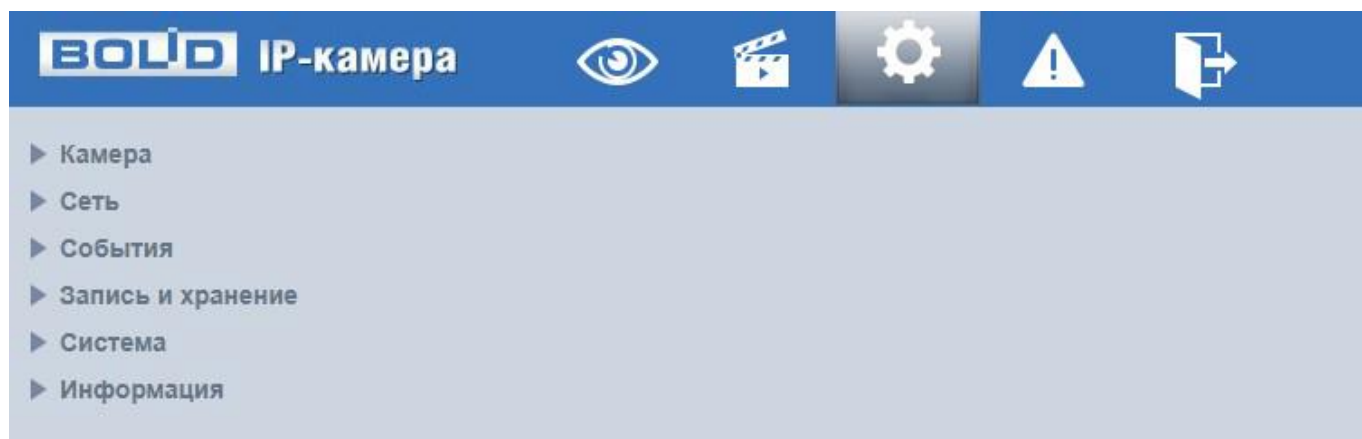 BOLID IP-камера
Камера
Сеть
События
Запись и хранение
Система
Информация